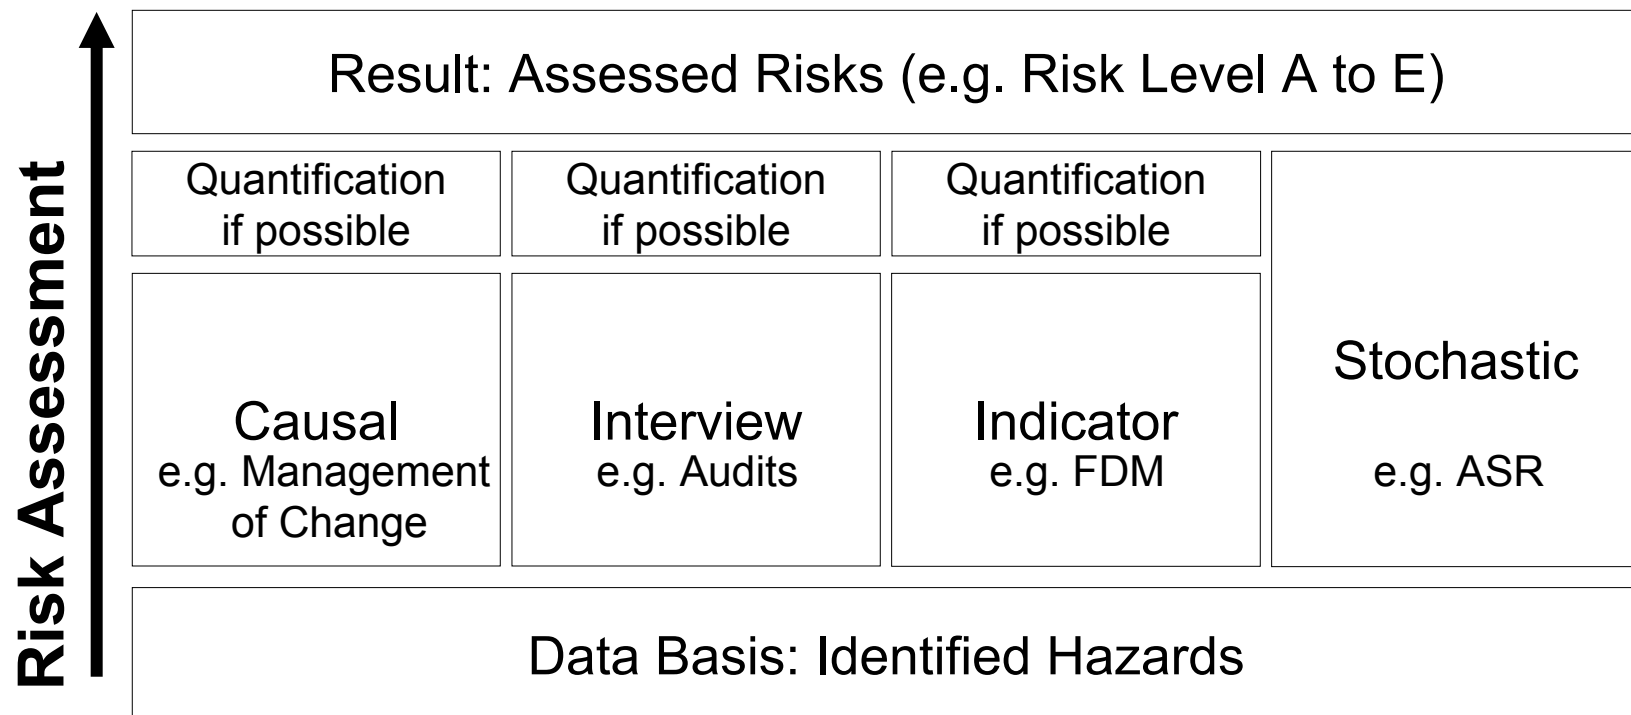 Risk Assessment
Result: Assessed Risks (e.g. Risk Level A to E)
Quantification
if possible
Quantification
if possible
Quantification
if possible
Causal
e.g. Management
of Change
Interview
e.g. Audits
Indicator
e.g. FDM
Stochastic
e.g. ASR
Data Basis: Identified Hazards